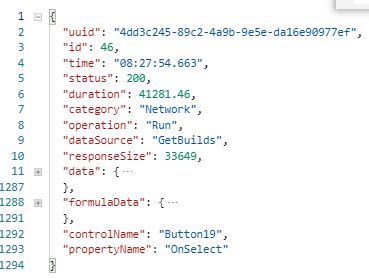 1 {
2 "uuid": "4dd3c245-89c2-4a9b-9e5e-da16e90977ef",
3 "id": 46,
4 "time": "08:27:54.663",
5 "status": 200,
6 "duration": 41281.46,
7 "category": "Network",
8 "operation": "Run",
9 "dataSource": "GetBuilds",
10 "responseSize": 33649,
11 "data": { ···
1287 },
1288 "formulaData": { ···
1291 },
1292 "controlName": "Button19",
1293 "propertyName": "OnSelect"
1294 }